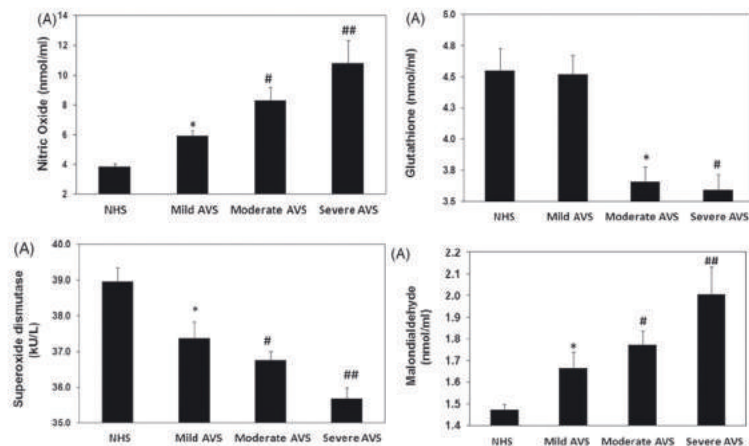 (A)
Nitric Oxide (nmol/ml)
14
12
10
8
6
4
2
*
#
##
NHS Mild AVS Moderate AVS Severe AVS
(A)
Glutathione (nmol/ml)
5.0
4.8
4.5
4.3
4.0
3.8
3.5
*
#
NHS Mild AVS Moderate AVS Severe AVS
(A)
Superoxide dismutase
(kU/L)
40.0
39.0
38.0
37.0
36.0
35.0
*
#
##
NHS Mild AVS Moderate AVS Severe AVS
(A)
Malondialdehyde
(nmol/ml)
2.2
2.1
2.0
1.9
1.8
1.7
1.6
1.5
1.4
*
#
##
NHS Mild AVS Moderate AVS Severe AVS